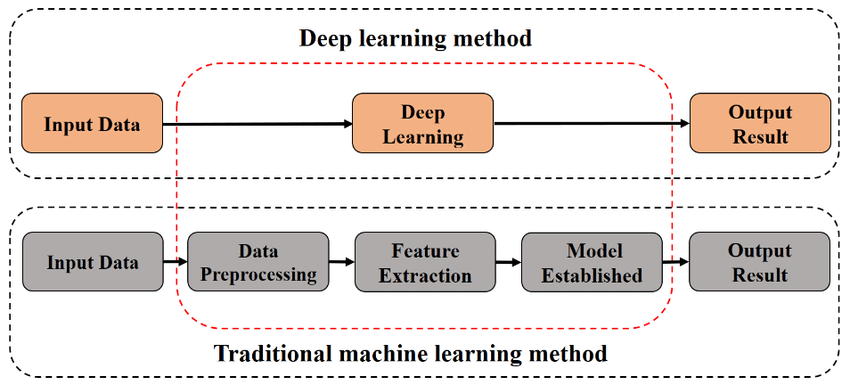 Deep learning method
Input Data
Deep
Learning
Output
Result
Input Data
Data
Preprocessing
Feature
Extraction
Model
Established
Output
Result
Traditional machine learning method